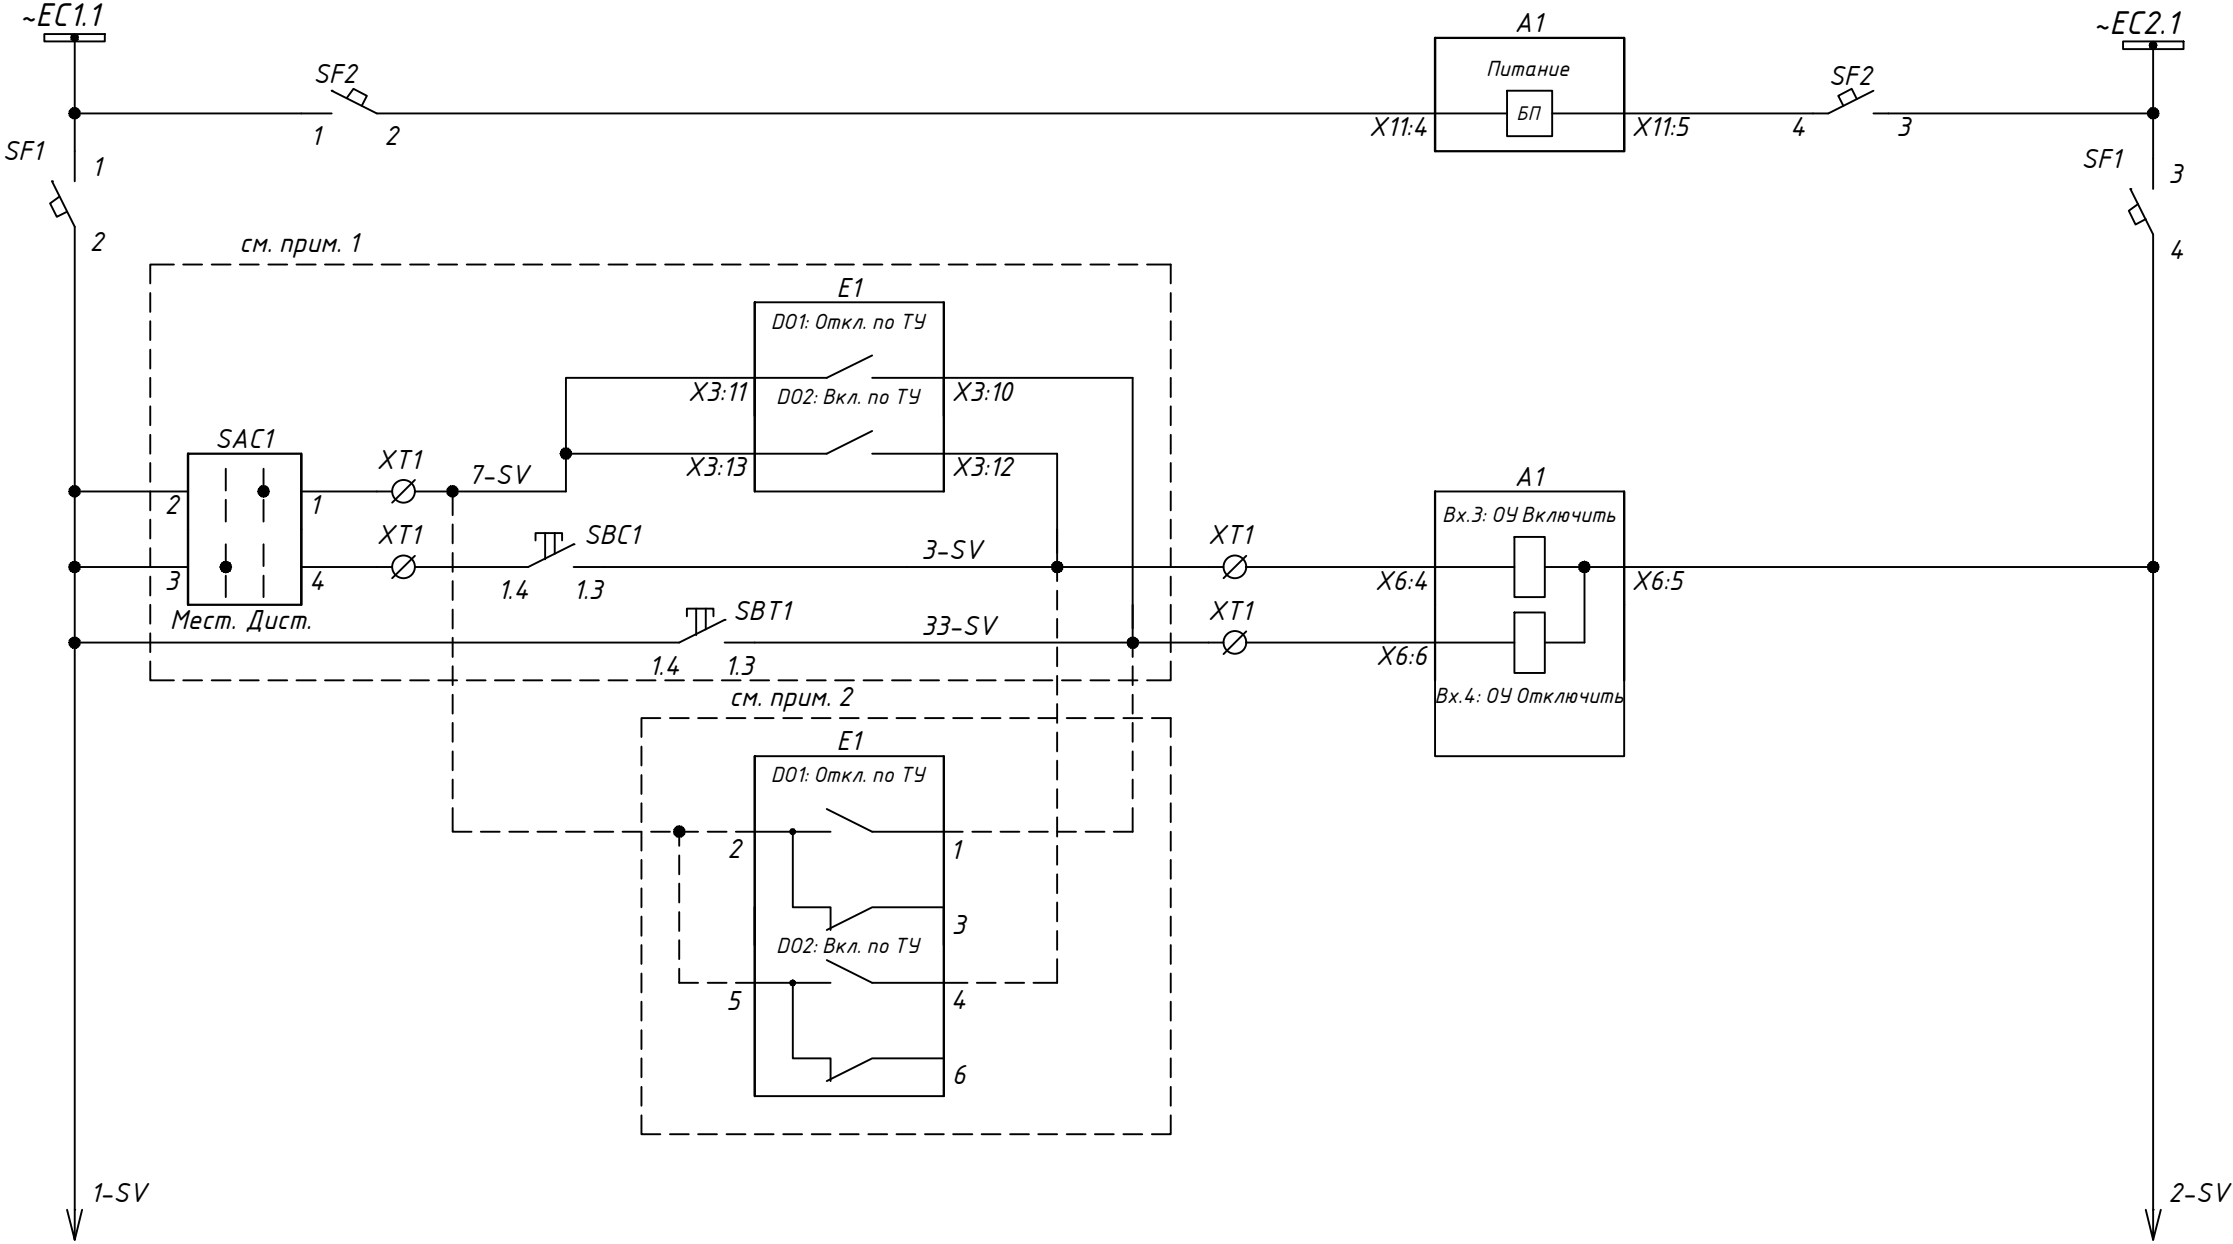 ~EC1.1
~EC2.1
A1
SF2
Питание
SF2
БП
1
2
X11:4
X11:5
4
3
SF1
1
SF1
3
2
4
см. прим. 1
E1
DO1: Откл. по ТУ
X3:11
X3:10
DO2: Вкл. по ТУ
SAC1
XT1
7-SV
X3:13
X3:12
A1
2
1
Вх.3: ОУ Включить
XT1
SBC1
3-SV
XT1
3
4
1.4
1.3
X6:4
X6:5
Мест. Дист.
SBT1
33-SV
XT1
1.4
1.3
X6:6
см. прим. 2
Вх.4: ОУ Отключить
E1
DO1: Откл. по ТУ
2
1
3
DO2: Вкл. по ТУ
5
4
6
1-SV
2-SV